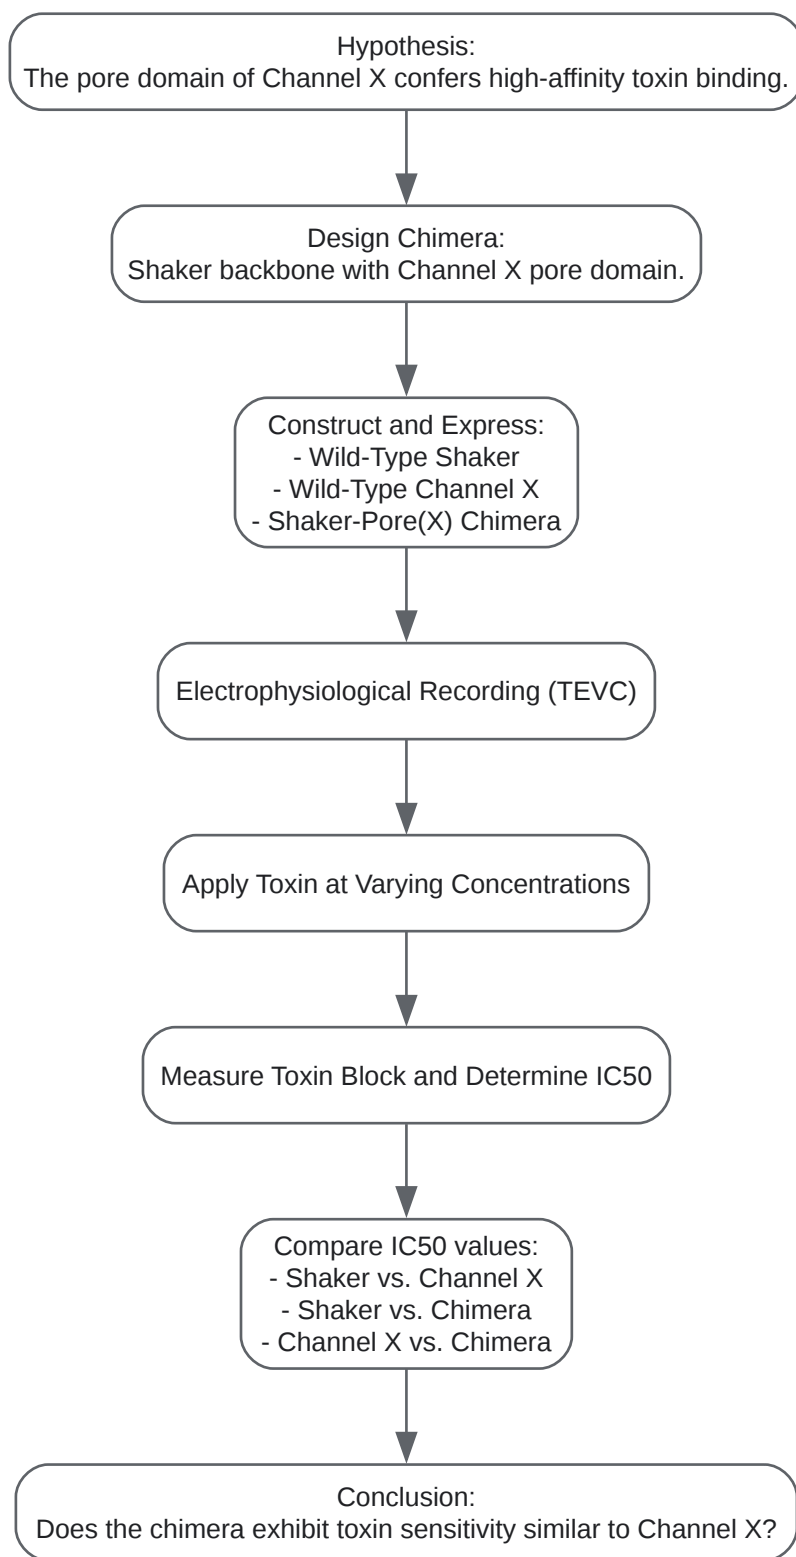 Hypothesis:
The pore domain of Channel X confers high-affinity toxin binding.
Design Chimera:
Shaker backbone with Channel X pore domain.
Construct and Express:
- Wild-Type Shaker
- Wild-Type Channel X
- Shaker-Pore(X) Chimera
Electrophysiological Recording (TEVC)
Apply Toxin at Varying Concentrations
Measure Toxin Block and Determine IC50
Compare IC50 values:
- Shaker vs. Channel X
- Shaker vs. Chimera
- Channel X vs. Chimera
Conclusion:
Does the chimera exhibit toxin sensitivity similar to Channel X?